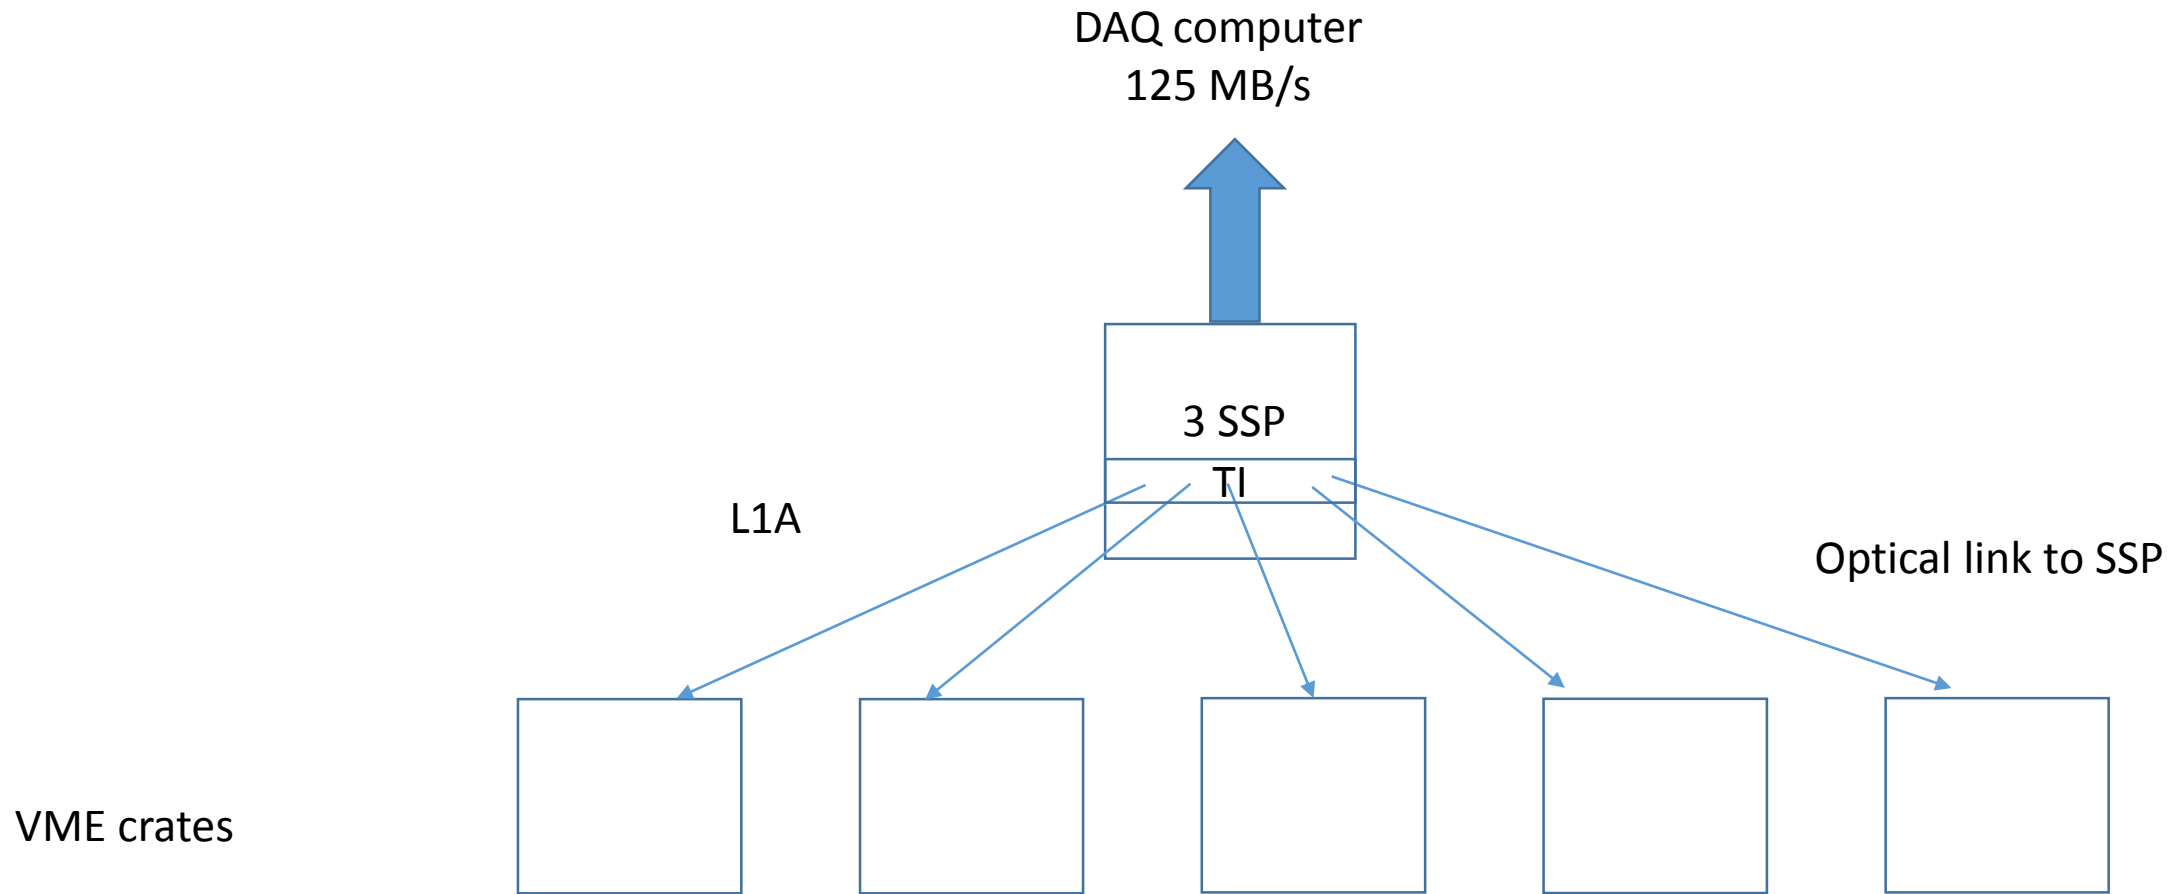 DAQ computer
125 MB/s
3 SSP
TI
L1A
Optical link to SSP
VME crates